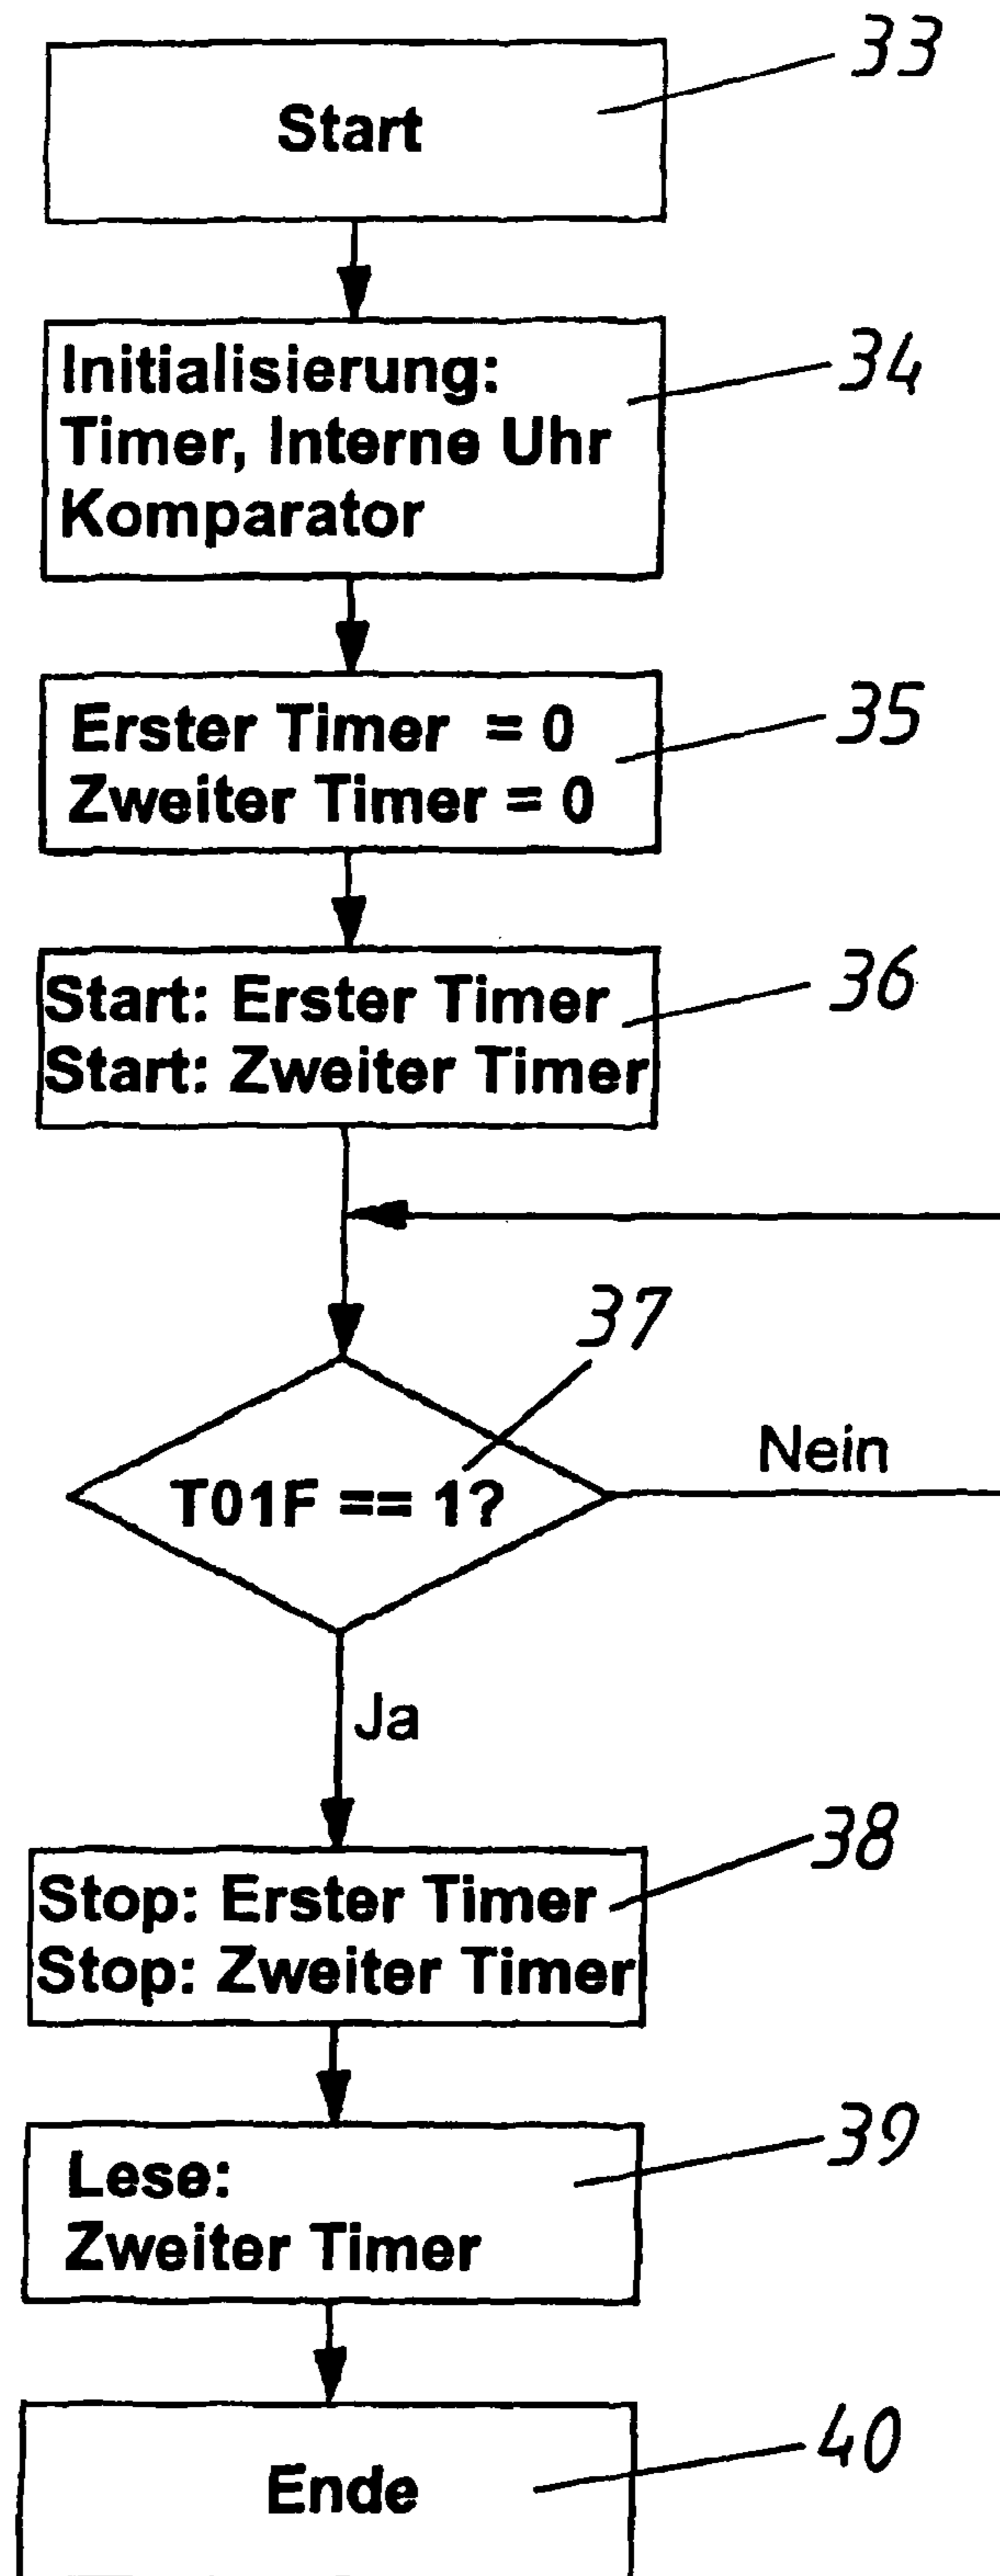 33
Start
34
Initialisierung:
Timer, Interne Uhr
Komparator
35
Erster Timer = 0
Zweiter Timer = 0
36
Start: Erster Timer
Start: Zweiter Timer
37
T01F == 1?
Nein
Ja
38
Stop: Erster Timer
Stop: Zweiter Timer
39
Lese:
Zweiter Timer
40
Ende